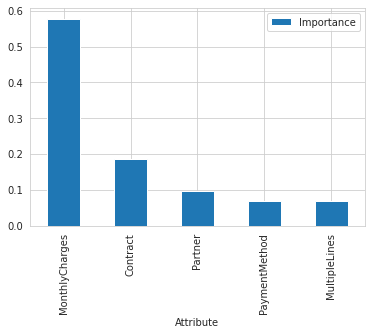 0.6
0.5
0.4
0.3
0.2
0.1
0.0
Importance
MonthlyCharges
Contract
Partner
PaymentMethod
MultipleLines
Attribute